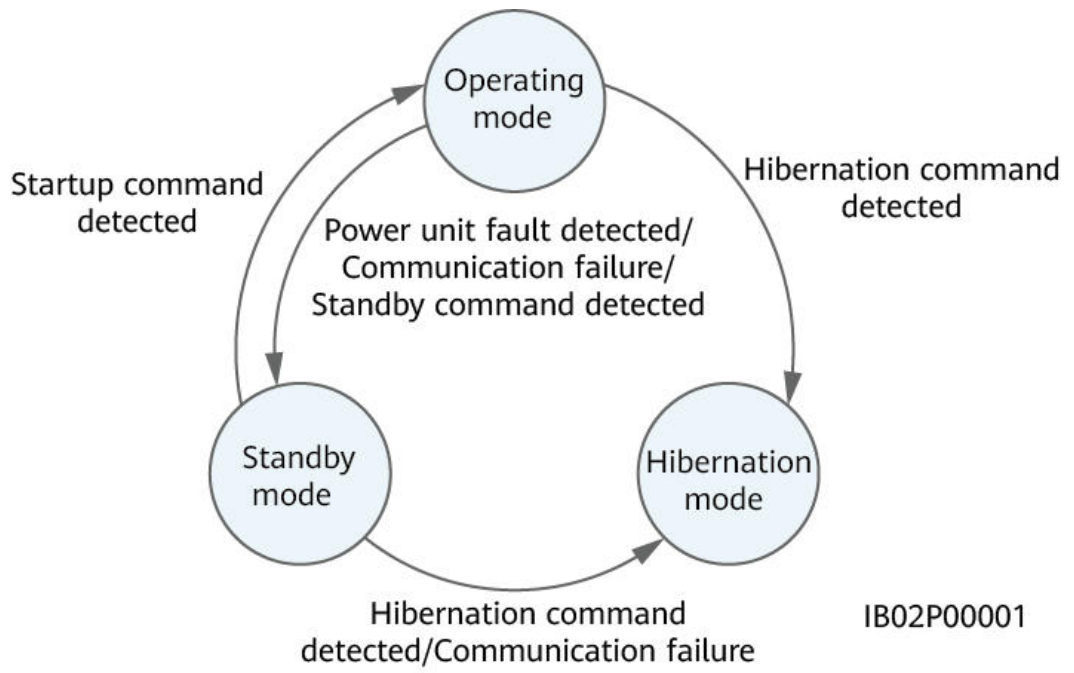 Operating
mode
Startup command
detected
Hibernation command
detected
Power unit fault detected/
Communication failure/
Standby command detected
Standby
mode
Hibernation
mode
Hibernation command
detected/Communication failure
IB02P00001